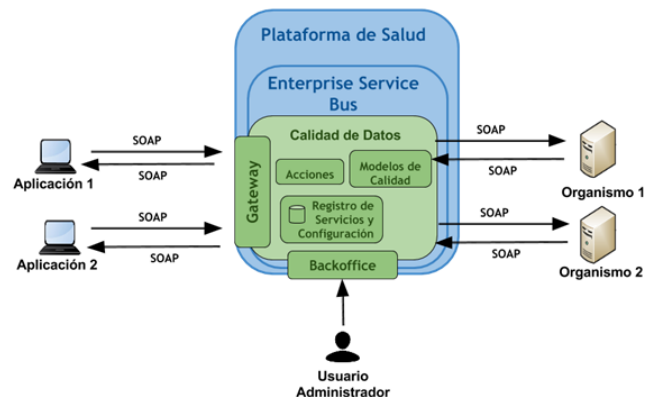 Plataforma de Salud
Enterprise Service
Bus
Calidad de Datos
Gateway
Acciones
Modelos de
Calidad
Registro de
Servicios y
Configuración
Backoffice
SOAP
SOAP
Aplicación 1
SOAP
SOAP
Aplicación 2
SOAP
SOAP
Organismo 1
SOAP
SOAP
Organismo 2
Usuario
Administrador